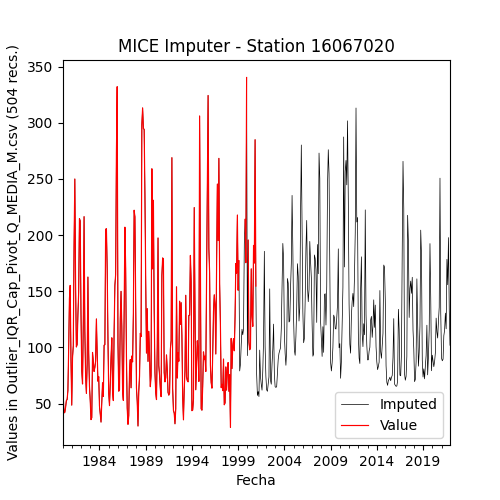 MICE Imputer - Station 16067020
Values in Outlier_IQR_Cap_Pivot_Q_MEDIA_M.csv (504 recs.)
350
300
250
200
150
100
50
1984 1989 1994 1999 2004 2009 2014 2019
Fecha
Imputed
Value